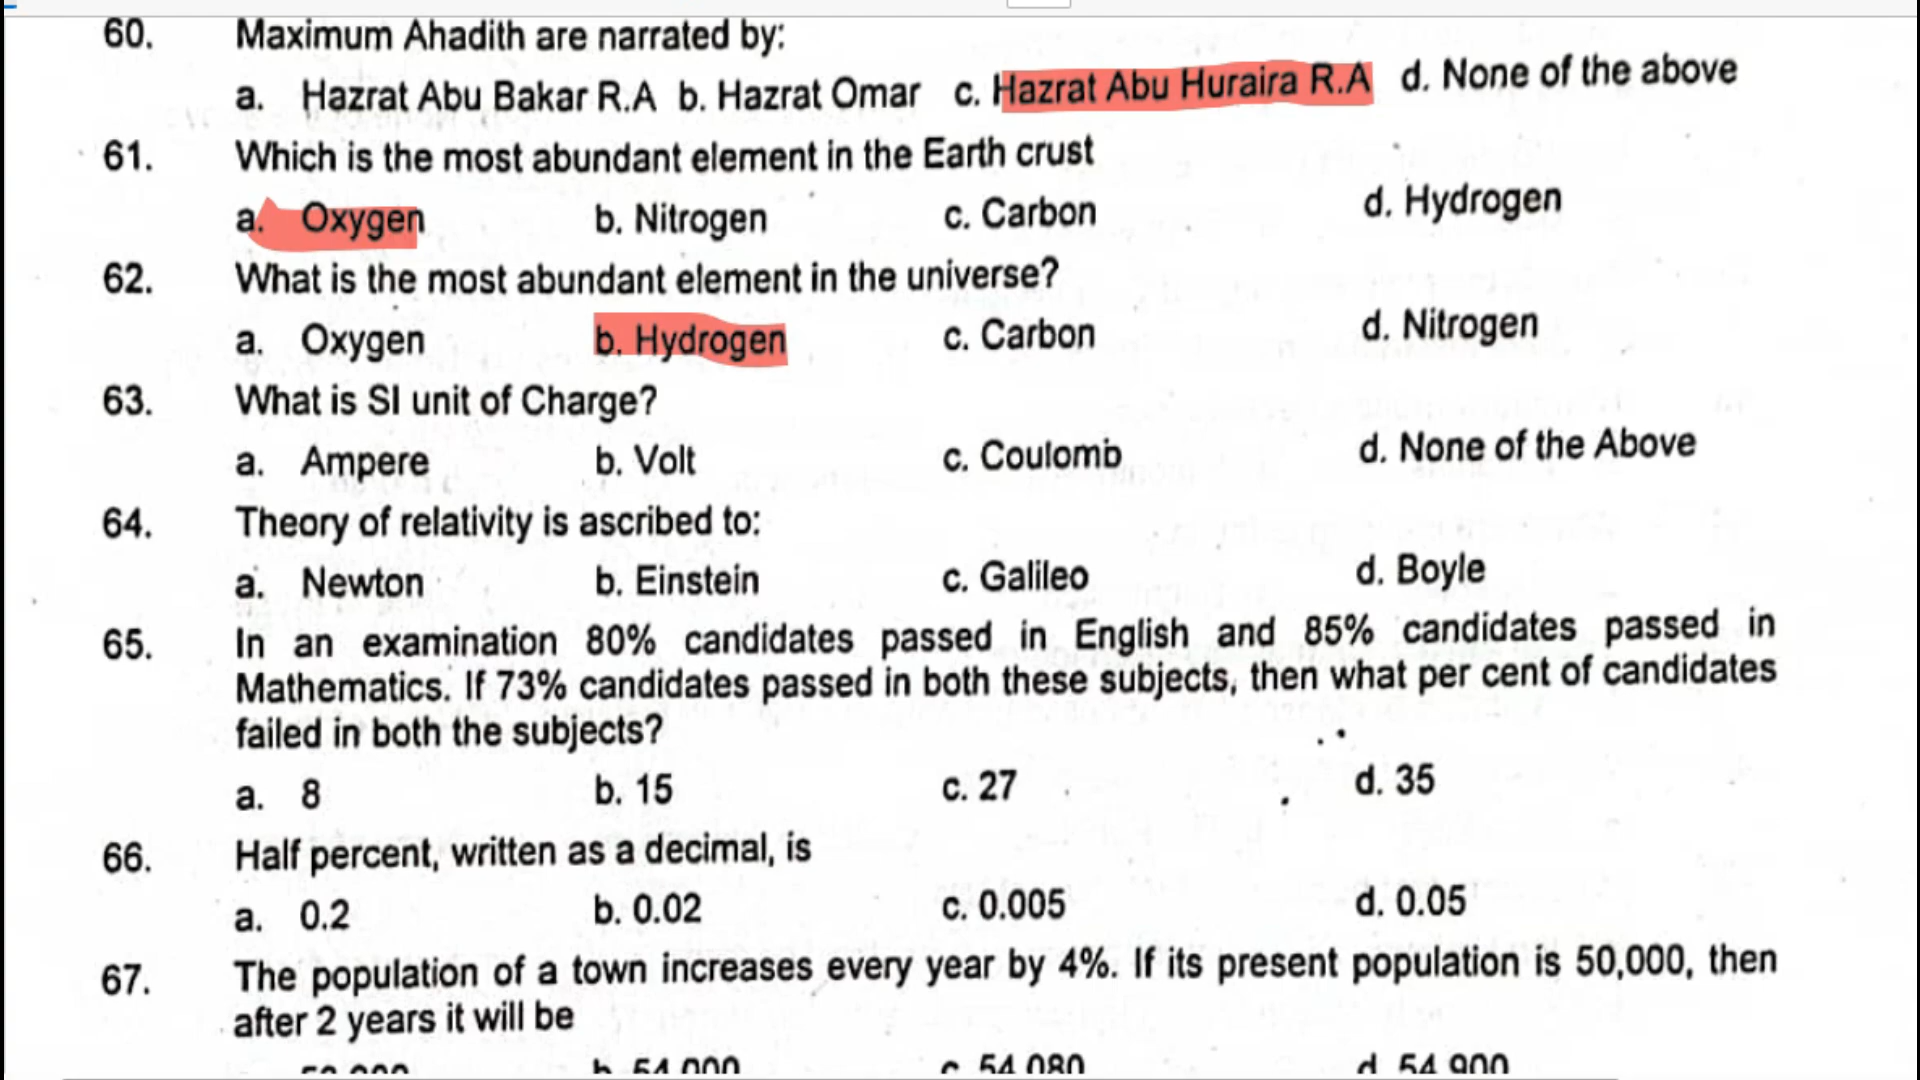 60. Maximum Ahadith are narrated by:
a. Hazrat Abu Bakar R.A b. Hazrat Omar c. Hazrat Abu Huraira R.A d. None of the above
61. Which is the most abundant element in the Earth crust
a. Oxygen b. Nitrogen c. Carbon d. Hydrogen
62. What is the most abundant element in the universe?
a. Oxygen b. Hydrogen c. Carbon d. Nitrogen
63. What is SI unit of Charge?
a. Ampere b. Volt c. Coulomb d. None of the Above
64. Theory of relativity is ascribed to:
a. Newton b. Einstein c. Galileo d. Boyle
65. In an examination 80% candidates passed in English and 85% candidates passed in
Mathematics. If 73% candidates passed in both these subjects, then what per cent of candidates
failed in both the subjects?
a. 8 b. 15 c. 27 d. 35
66. Half percent, written as a decimal, is
a. 0.2 b. 0.02 c. 0.005 d. 0.05
67. The population of a town increases every year by 4%. If its present population is 50,000, then
after 2 years it will be
b 54,000 c 54,080 d 54,900